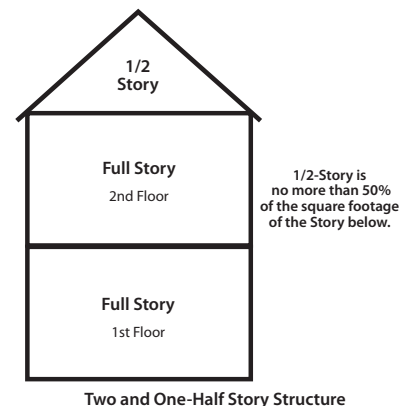 1/2
Story
Full Story
2nd Floor
1/2-Story is
no more than 50%
of the square footage
of the Story below.
Full Story
1st Floor
Two and One-Half Story Structure